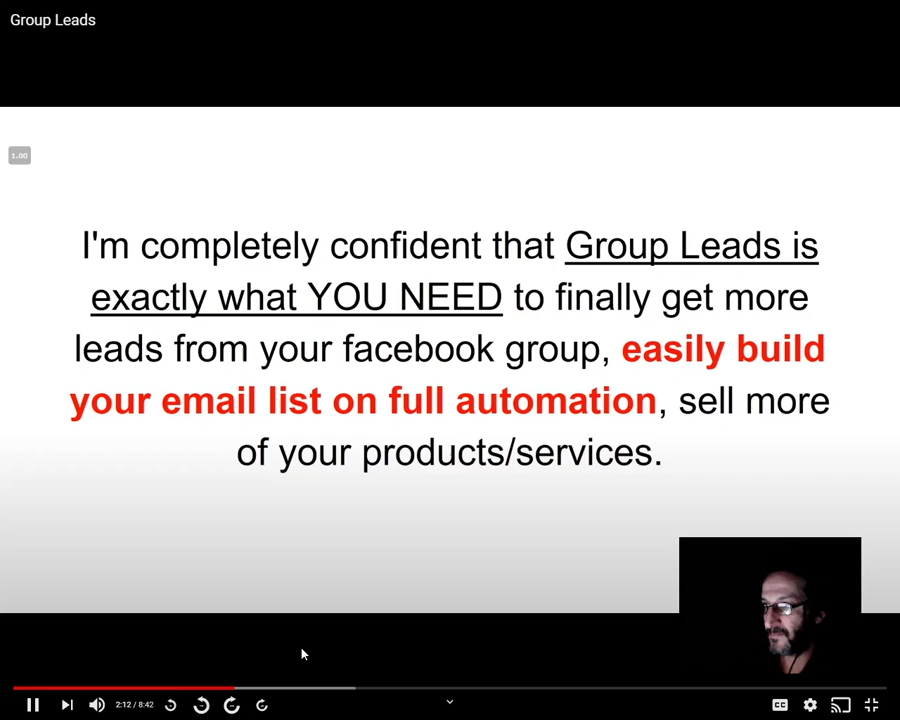 Group Leads
1.00
I'm completely confident that Group Leads is
exactly what YOU NEED to finally get more
leads from your facebook group, easily build
your email list on full automation, sell more
of your products/services.
2:12 / 8:42
CC